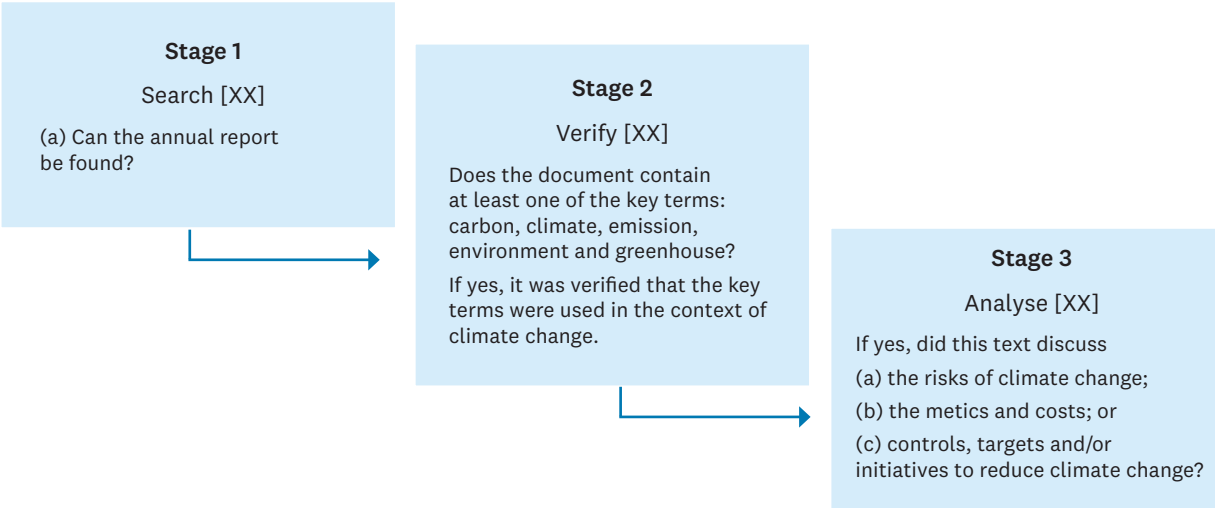 Stage 1
Search [XX]
(a) Can the annual report
be found?
Stage 2
Verify [XX]
Does the document contain
at least one of the key terms:
carbon, climate, emission,
environment and greenhouse?
If yes, it was verified that the key
terms were used in the context of
climate change.
Stage 3
Analyse [XX]
If yes, did this text discuss
(a) the risks of climate change;
(b) the metics and costs; or
(c) controls, targets and/or
initiatives to reduce climate change?